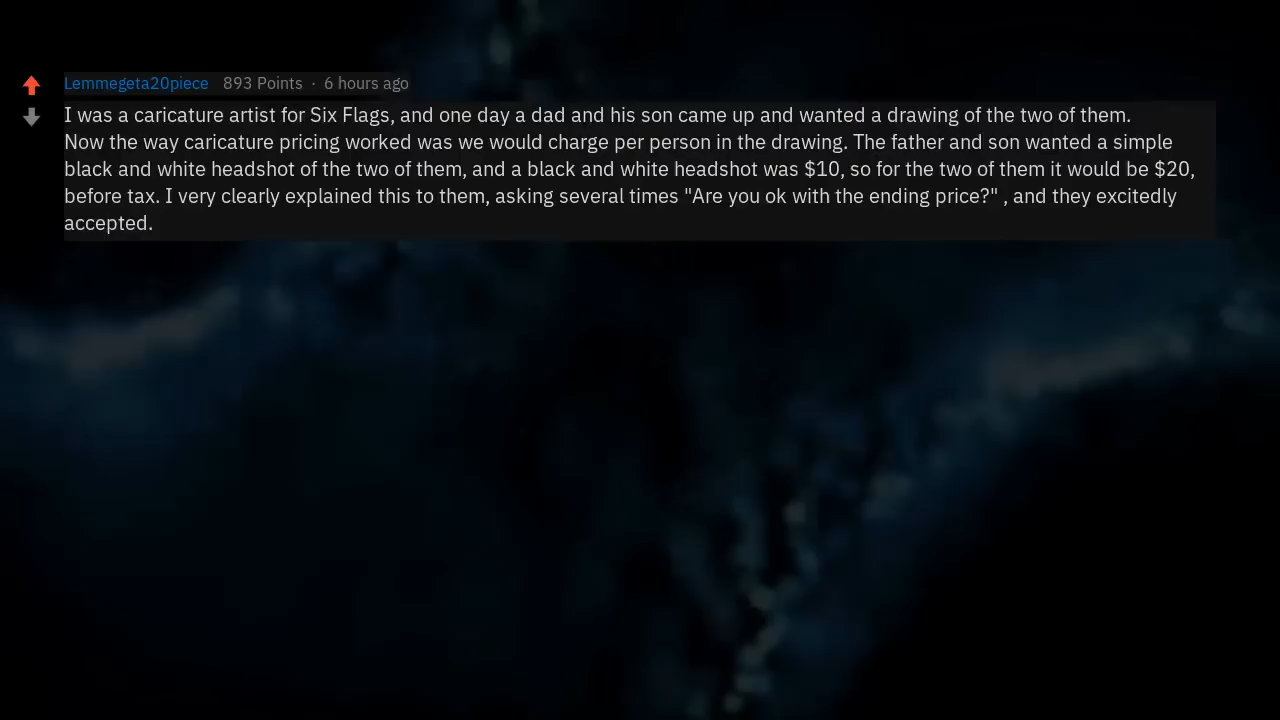 Lemmegeta20piece 893 Points · 6 hours ago
I was a caricature artist for Six Flags, and one day a dad and his son came up and wanted a drawing of the two of them.
Now the way caricature pricing worked was we would charge per person in the drawing. The father and son wanted a simple
black and white headshot of the two of them, and a black and white headshot was $10, so for the two of them it would be $20,
before tax. I very clearly explained this to them, asking several times "Are you ok with the ending price?" , and they excitedly
accepted.